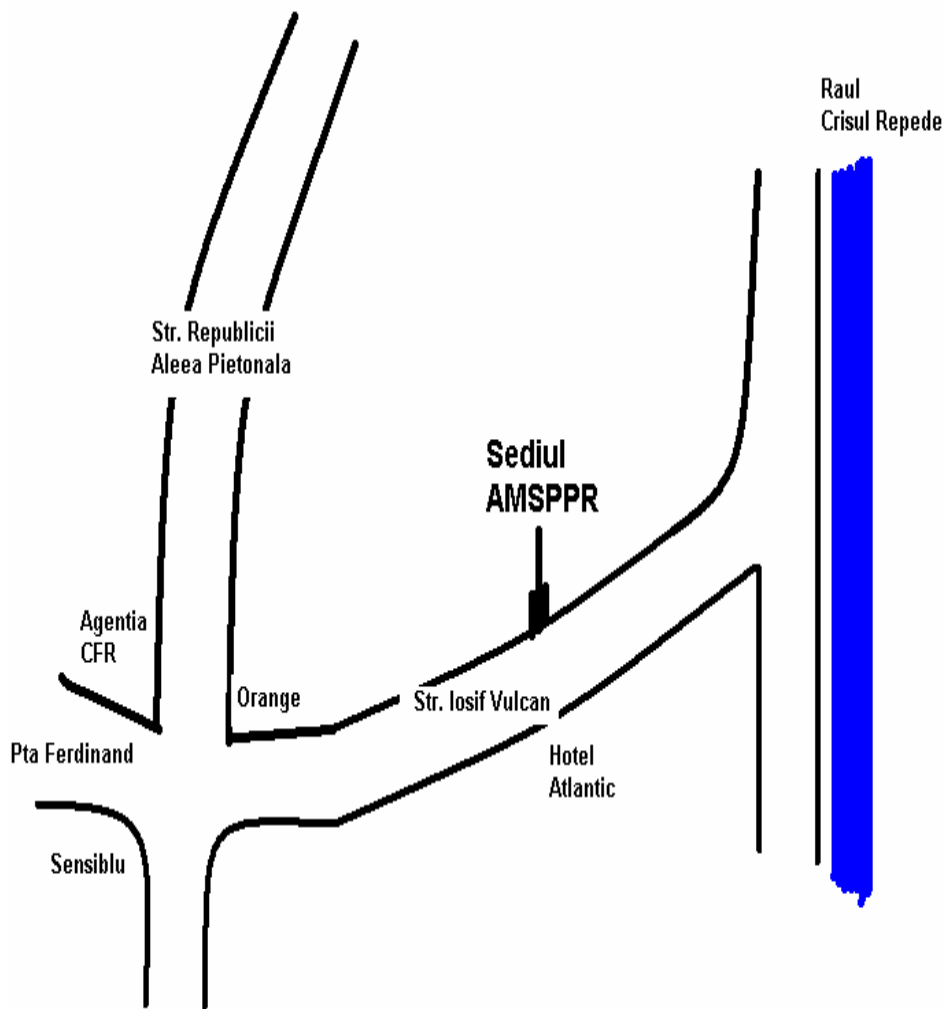 Raul
Crisul Repede
Str. Republicii
Aleea Pietonala
Sediul
AMSPPR
Agentia
CFR
Orange
Str. Iosif Vulcan
Pta Ferdinand
Hotel
Atlantic
Sensiblu